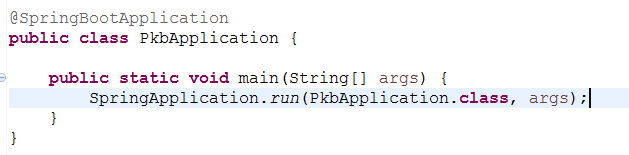 @SpringBootApplication
public class PkbApplication {
public static void main(String[] args) {
SpringApplication.run(PkbApplication.class, args);
}
}